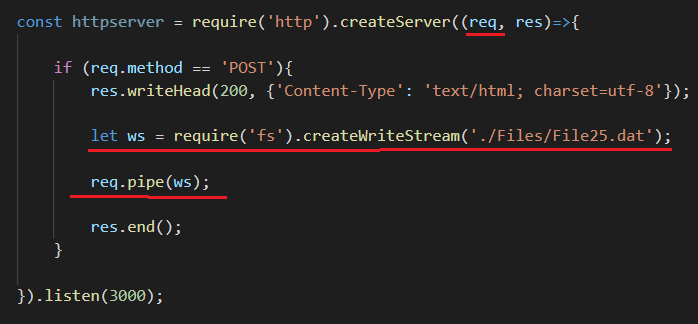 const httpserver = require('http').createServer((req, res)=>{
if (req.method == 'POST'){
res.writeHead(200, {'Content-Type': 'text/html; charset=utf-8'});
let ws = require('fs').createWriteStream('./Files/File25.dat');
req.pipe(ws);
res.end();
}
}).listen(3000);